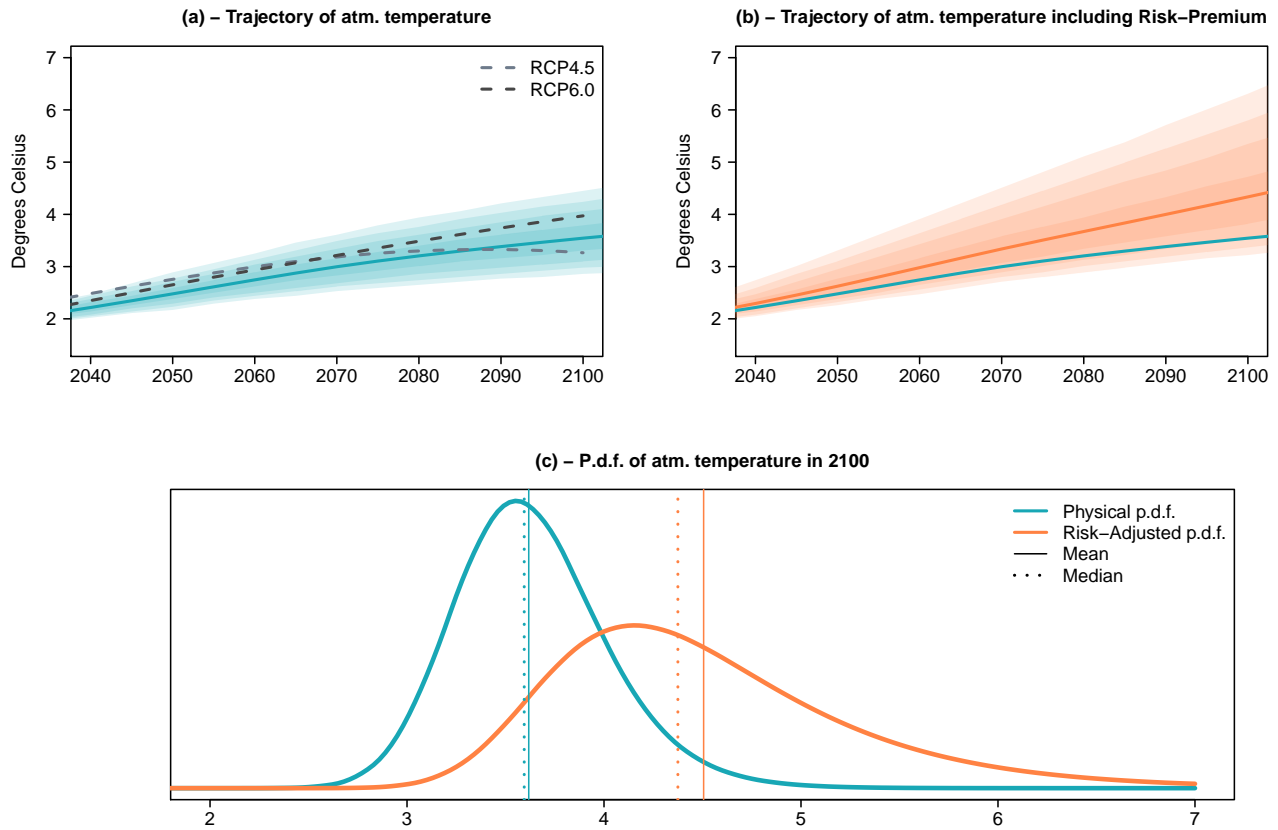 (a) – Trajectory of atm. temperature
(b) – Trajectory of atm. temperature including Risk–Premium
7
6
5
4
3
2
Degrees Celsius
RCP4.5
RCP6.0
2040 2050 2060 2070 2080 2090 2100
7
6
5
4
3
2
Degrees Celsius
2040 2050 2060 2070 2080 2090 2100
(c) – P.d.f. of atm. temperature in 2100
Physical p.d.f.
Risk–Adjusted p.d.f.
Mean
Median
2 3 4 5 6 7